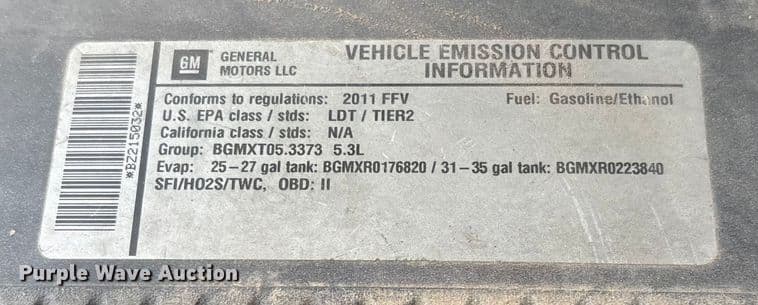 GM GENERAL MOTORS LLC
VEHICLE EMISSION CONTROL
INFORMATION
Conforms to regulations: 2011 FFV Fuel: Gasoline/Ethanol
U.S. EPA class / stds: LDT / TIER2
California class / stds: N/A
Group: BGMXT05.3373 5.3L
Evap: 25-27 gal tank: BGMXR0176820 / 31-35 gal tank: BGMXR0223840
SFI/HO2S/TWC, OBD: II
*BZ215032*
Purple Wave Auction